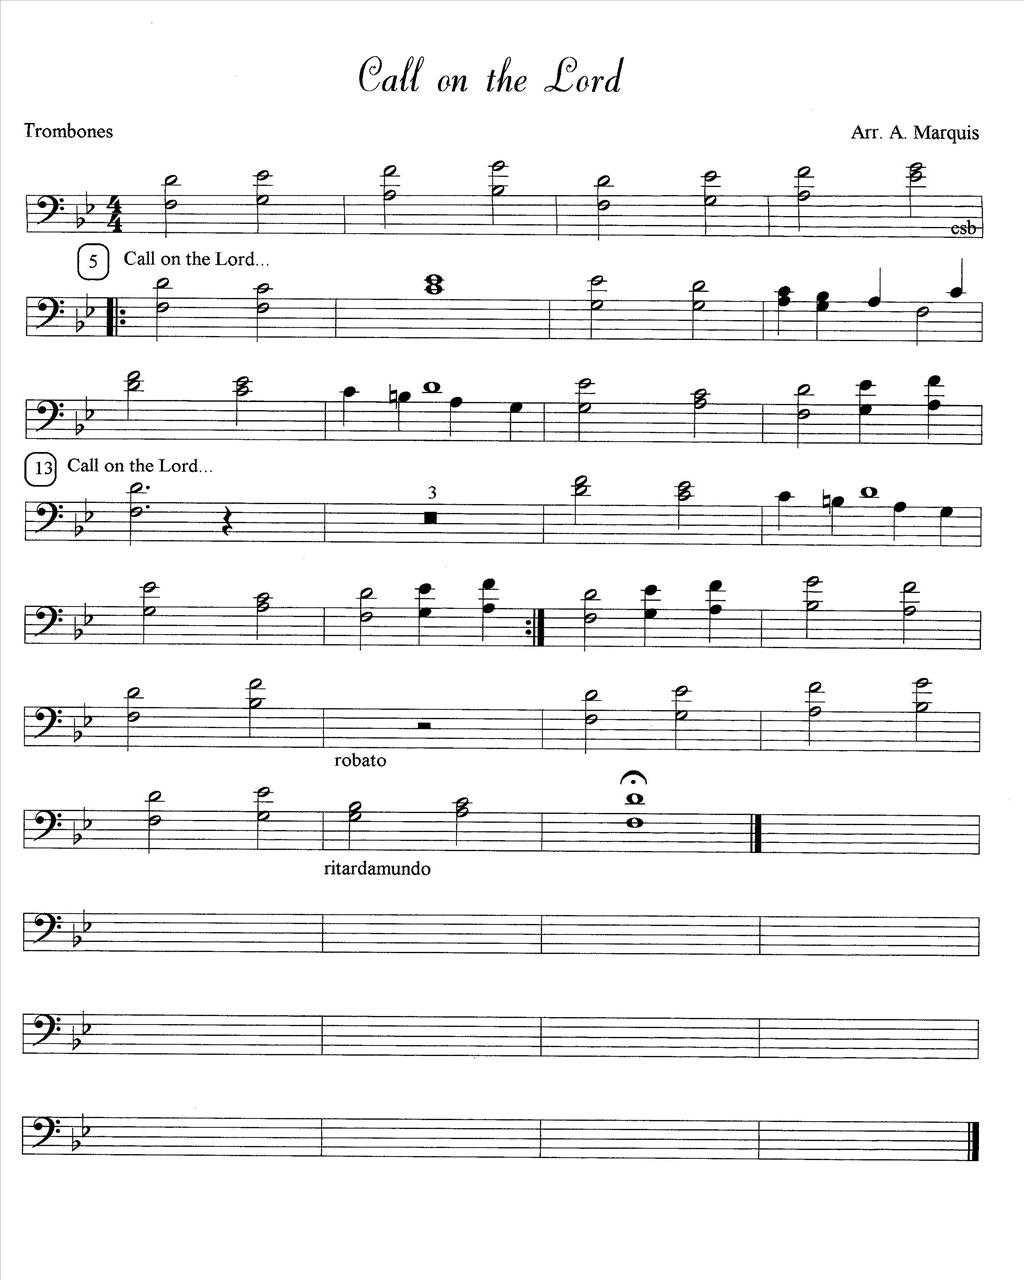 Call on the Lord
Trombones
Arr. A. Marquis
4
4
csb
5
Call on the Lord...
13
Call on the Lord...
3
robato
ritardamundo